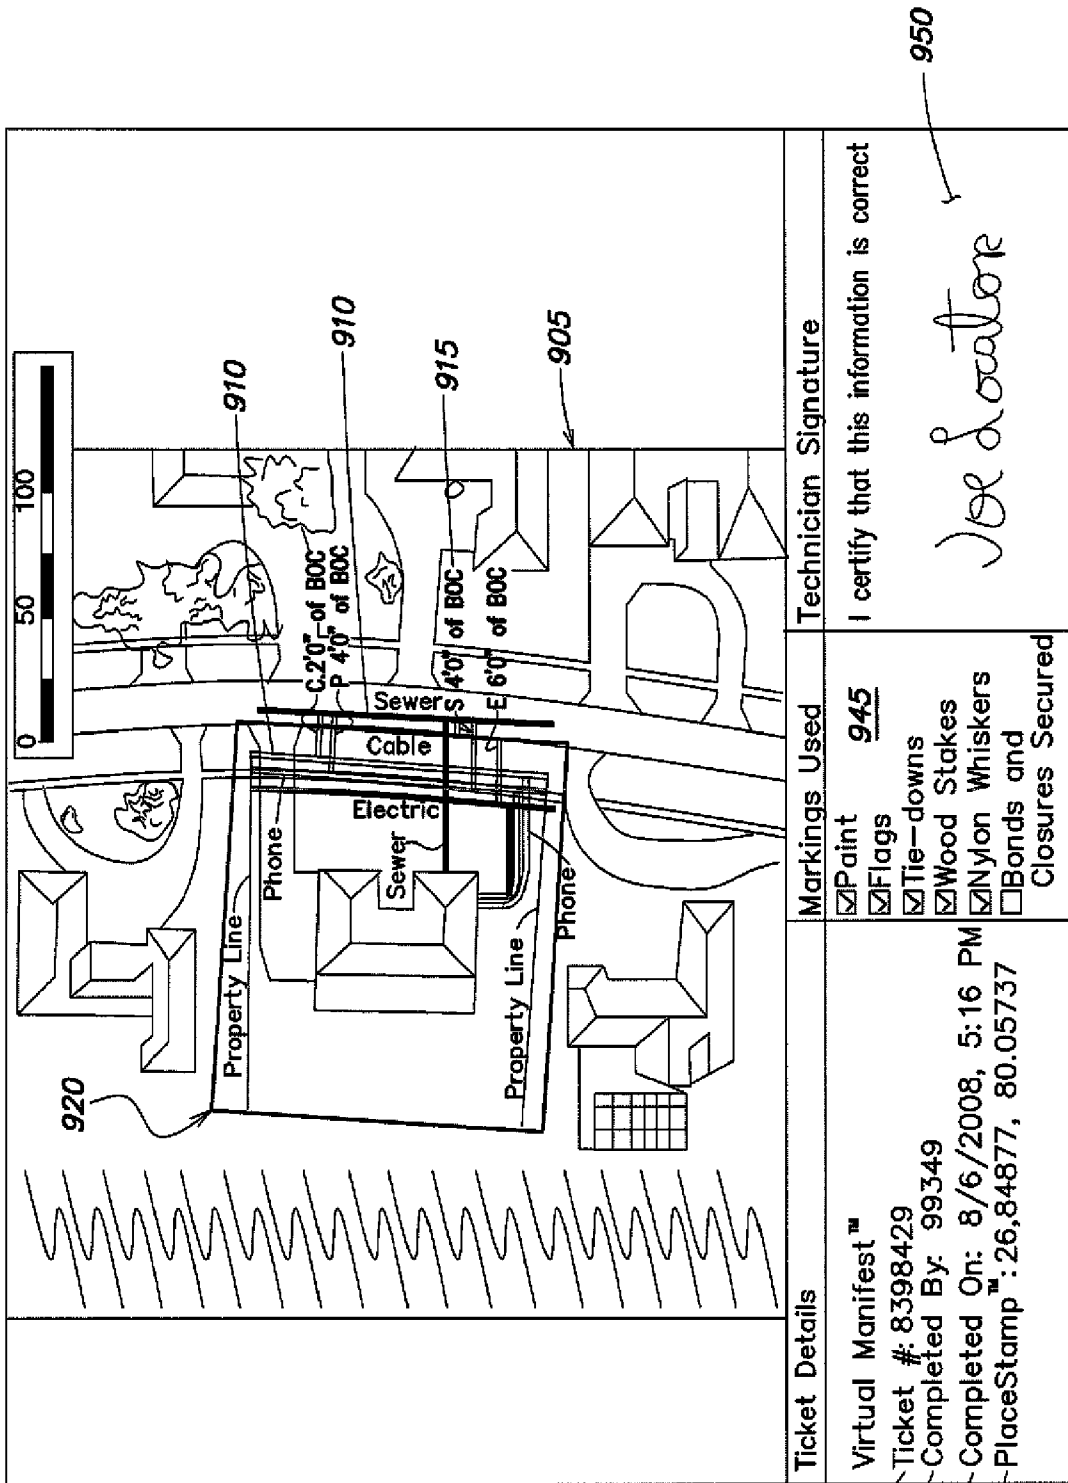 0 50 100
910
910
915
905
920
C.2'0" of BOC
P 4'0" of BOC
Sewer S 4'0" of BOC
E 6'0" of BOC
Cable
Electric
Phone
Sewer
Property Line
Property Line
Phone
Ticket Details
Virtual Manifest™
Ticket #: 8398429
Completed By: 99349
Completed On: 8/6/2008, 5:16 PM
PlaceStamp™: 26,84877, 80.05737
Markings Used
945
☑Paint
☑Flags
☑Tie-downs
☑Wood Stakes
☑Nylon Whiskers
☐Bonds and
Closures Secured
Technician Signature
I certify that this information is correct
Joe Locator
950